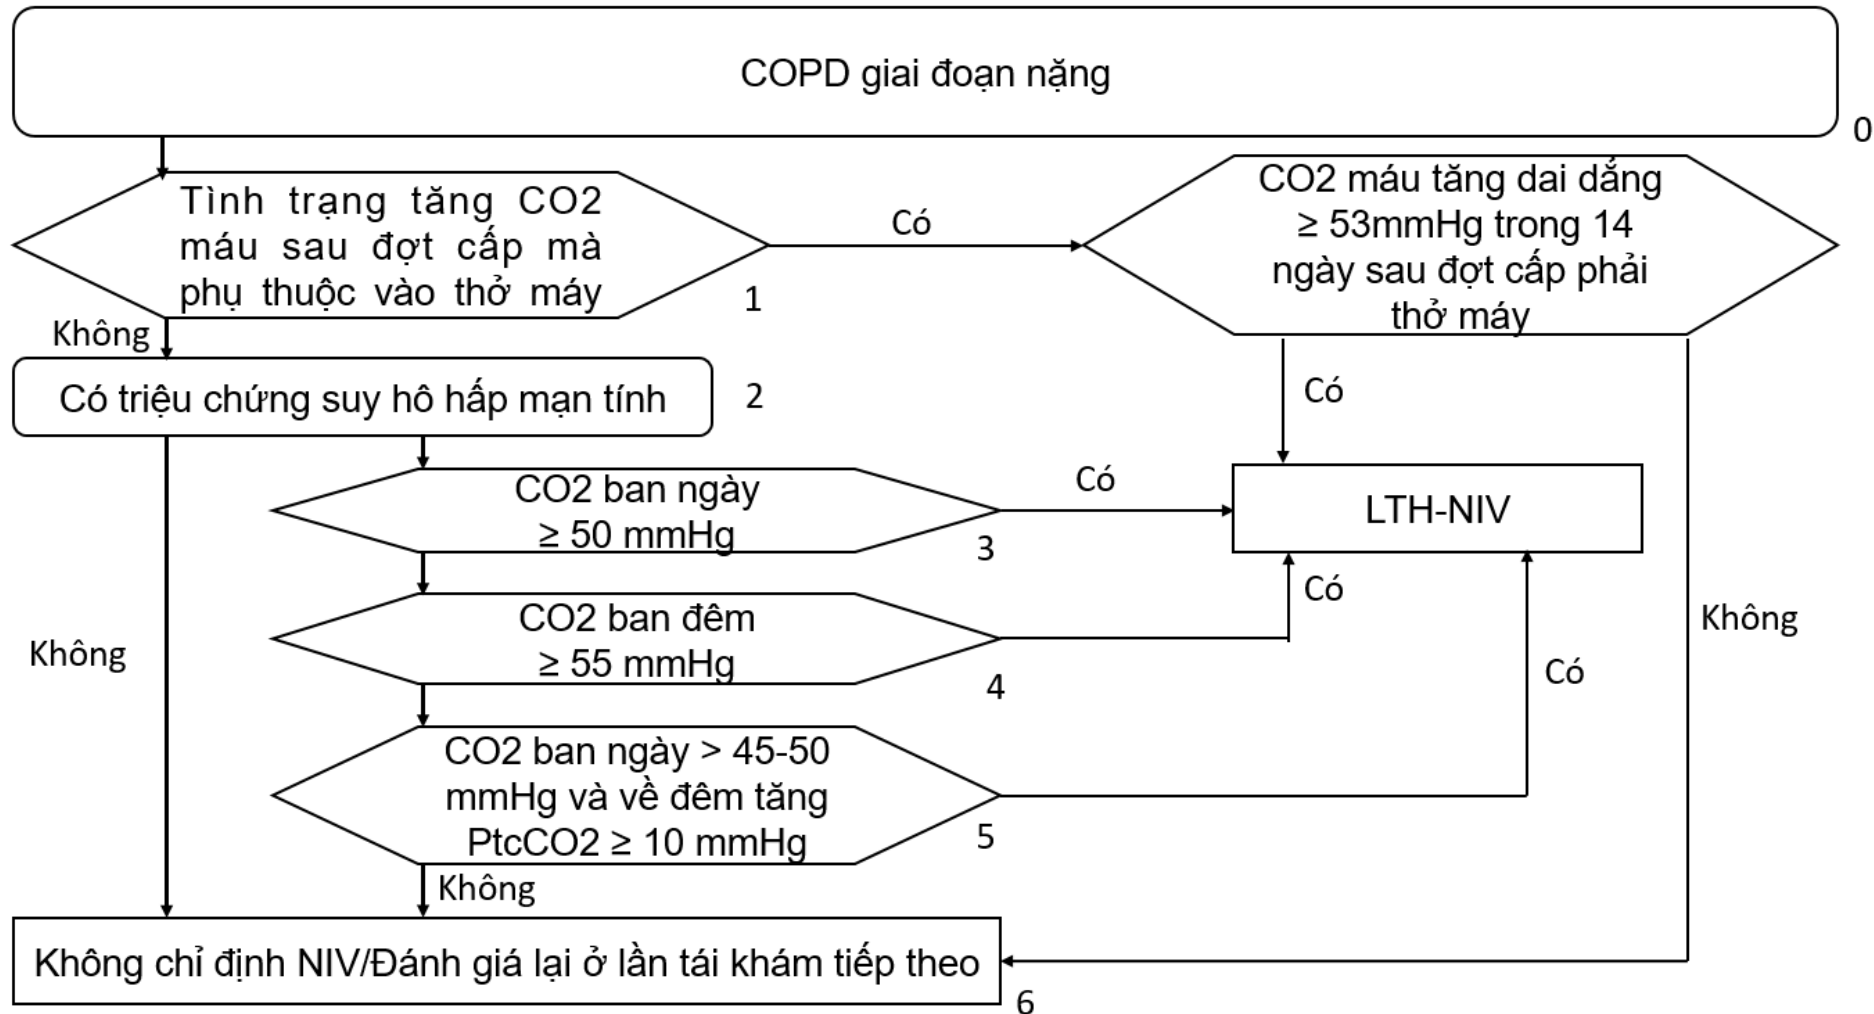 COPD giai đoạn nặng
0
Tình trạng tăng CO2
máu sau đợt cấp mà
phụ thuộc vào thở máy
1
Có
CO2 máu tăng dai dẳng
≥ 53mmHg trong 14
ngày sau đợt cấp phải
thở máy
Không
Có triệu chứng suy hô hấp mạn tính
2
Có
CO2 ban ngày
≥ 50 mmHg
3
Có
LTH-NIV
CO2 ban đêm
≥ 55 mmHg
4
Có
Không
Không
CO2 ban ngày > 45-50
mmHg và về đêm tăng
PtcCO2 ≥ 10 mmHg
5
Có
Không
Không chỉ định NIV/Đánh giá lại ở lần tái khám tiếp theo
6